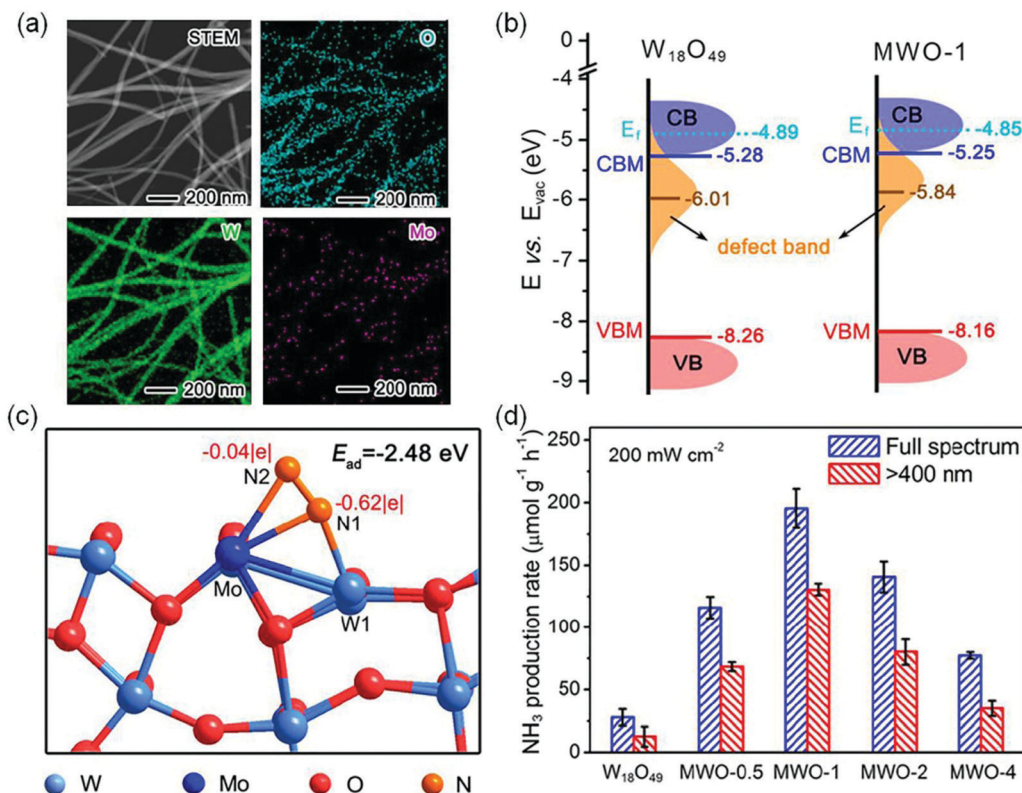 (a)
STEM
200 nm
O
200 nm
W
200 nm
Mo
200 nm
(b)
W₁₈O₄₉
MWO-1
E vs. Evac (eV)
0
-4
-5
-6
-7
-8
-9
CB
Ef
-4.89
CBM
-5.28
-6.01
defect band
VBM
-8.26
VB
CB
Ef
-4.85
CBM
-5.25
-5.84
VBM
-8.16
VB
(c)
-0.04|e|
Ead=-2.48 eV
N2
-0.62|e|
N1
Mo
W1
W
Mo
O
N
(d)
NH₃ production rate (μmol g⁻¹ h⁻¹)
250
200
150
100
50
0
200 mW cm⁻²
Full spectrum
>400 nm
W₁₈O₄₉
MWO-0.5
MWO-1
MWO-2
MWO-4